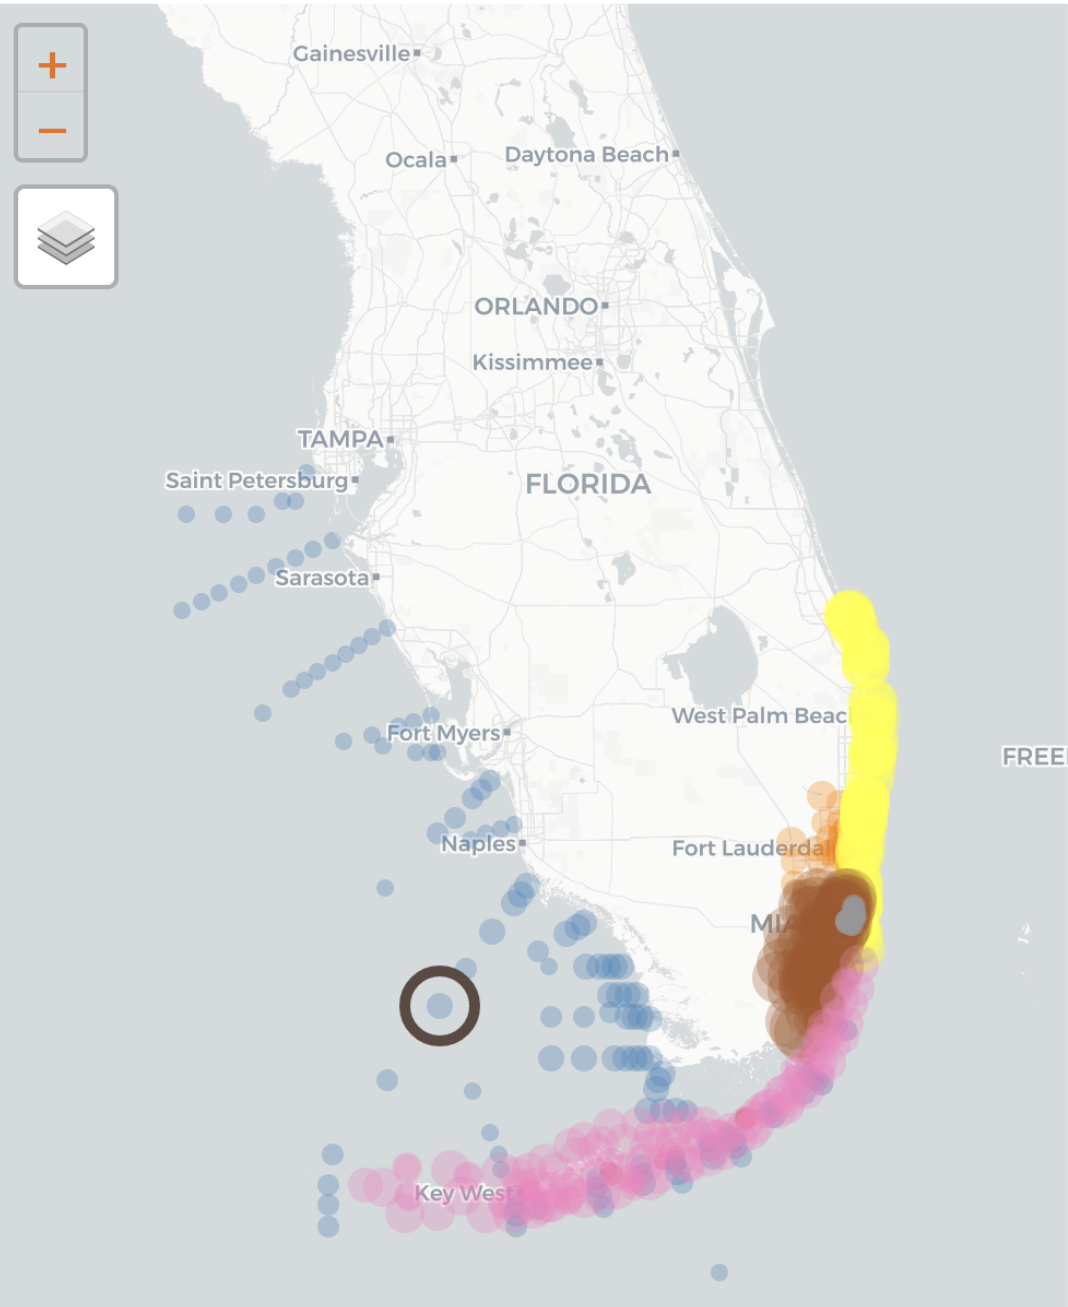 Gainesville
Ocala
Daytona Beach
ORLANDO
Kissimmee
TAMPA
Saint Petersburg
FLORIDA
Sarasota
West Palm Beac
Fort Myers
FREE
Naples
Fort Lauderdal
MIA
Key West